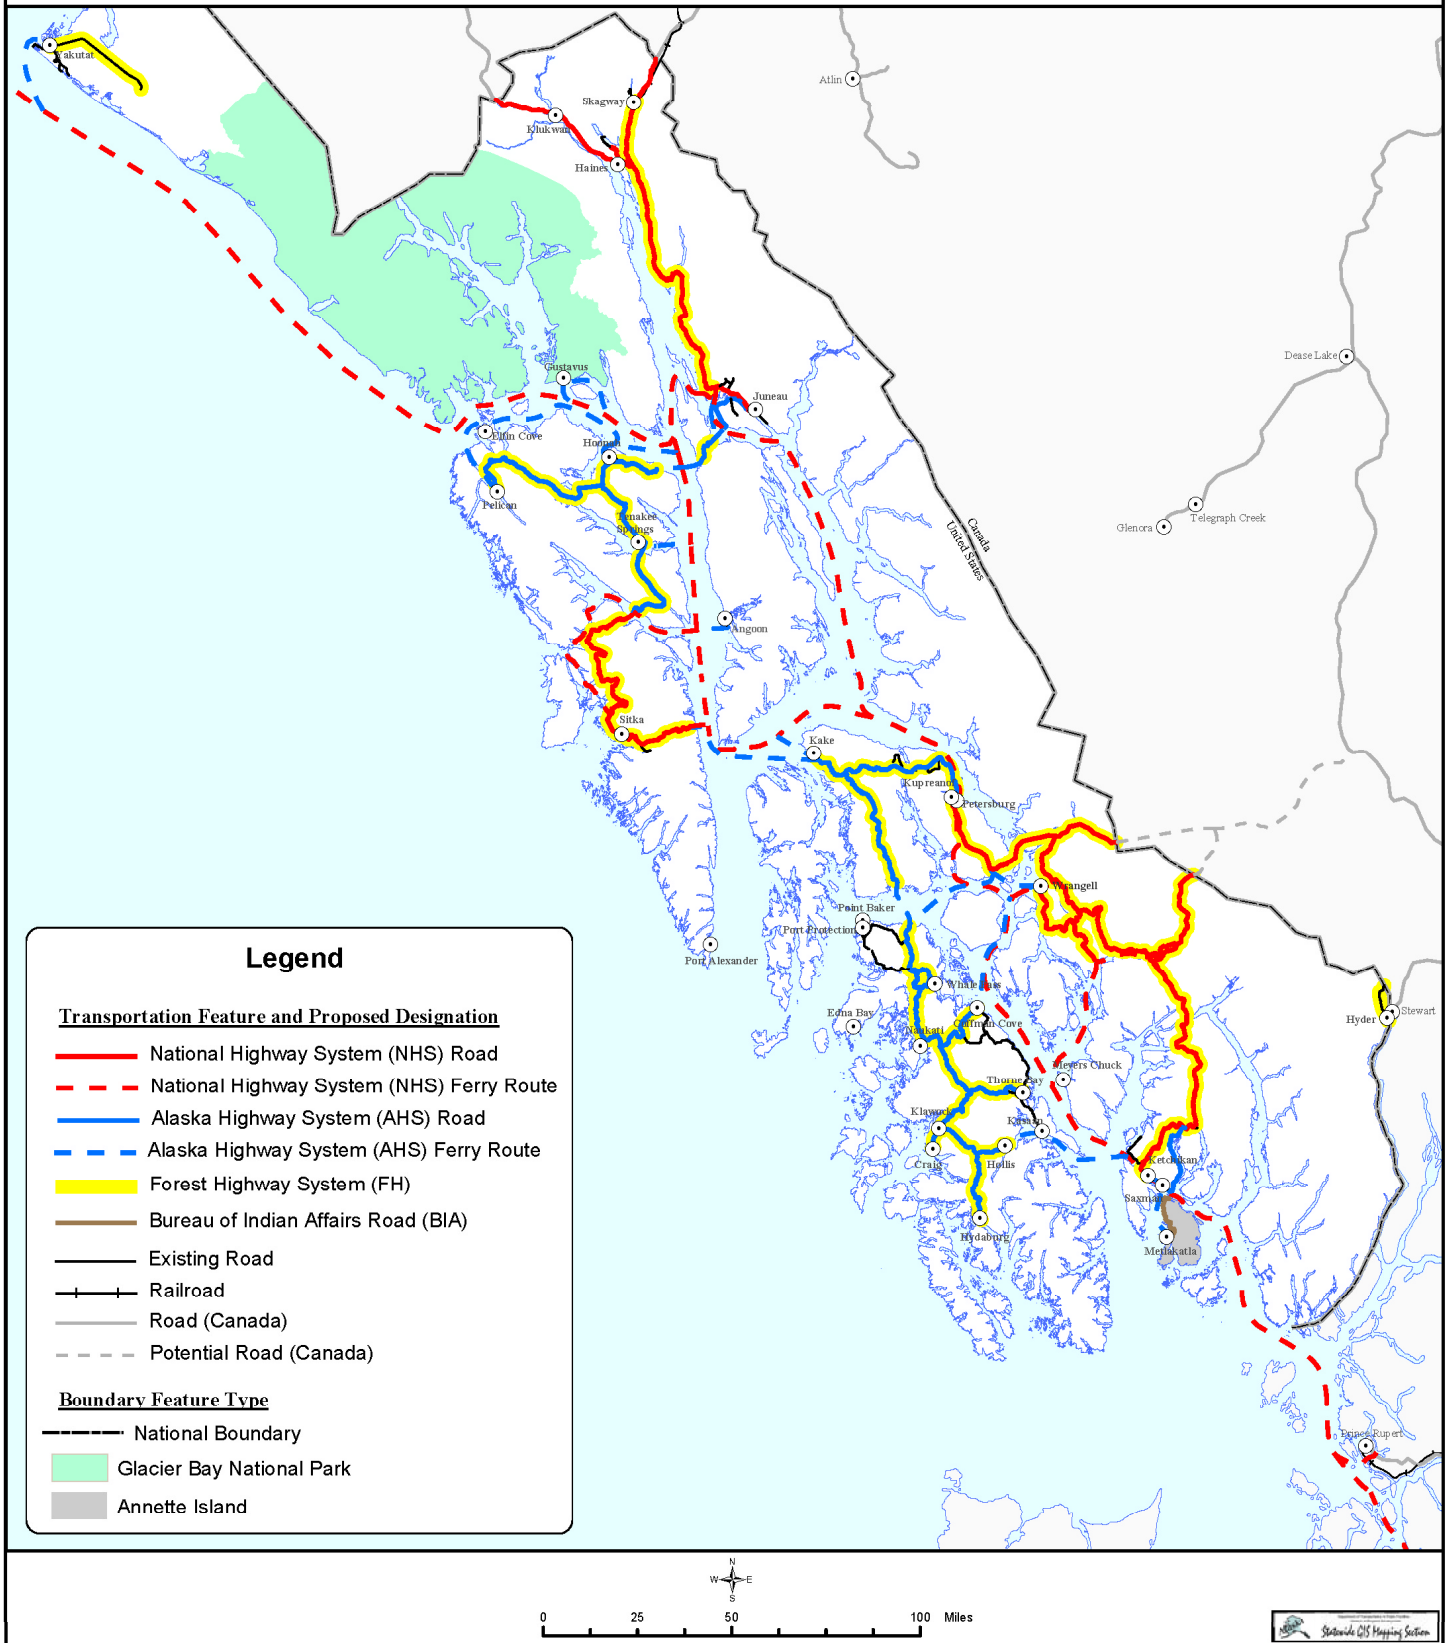 Yakutat
Atlin
Skagway
Klukwan
Haines
Dease Lake
Gustavus
Juneau
Elfin Cove
Hoonah
Pelican
Telegraph Creek
Glenora
Tenakee
Springs
Canada
United States
Angoon
Sitka
Kake
Kupreanof
Petersburg
Wrangell
Point Baker
Port Protection
Port Alexander
Whale Pass
Edna Bay
Coffman Cove
Naukati
Hyder
Stewart
Meyers Chuck
Thorne Bay
Klawock
Kasaan
Craig
Hollis
Ketchikan
Saxman
Hydaburg
Metlakatla
Prince Rupert
Legend
Transportation Feature and Proposed Designation
National Highway System (NHS) Road
National Highway System (NHS) Ferry Route
Alaska Highway System (AHS) Road
Alaska Highway System (AHS) Ferry Route
Forest Highway System (FH)
Bureau of Indian Affairs Road (BIA)
Existing Road
Railroad
Road (Canada)
Potential Road (Canada)
Boundary Feature Type
National Boundary
Glacier Bay National Park
Annette Island
N
W E
S
0 25 50 100 Miles
Statewide GIS Mapping Section